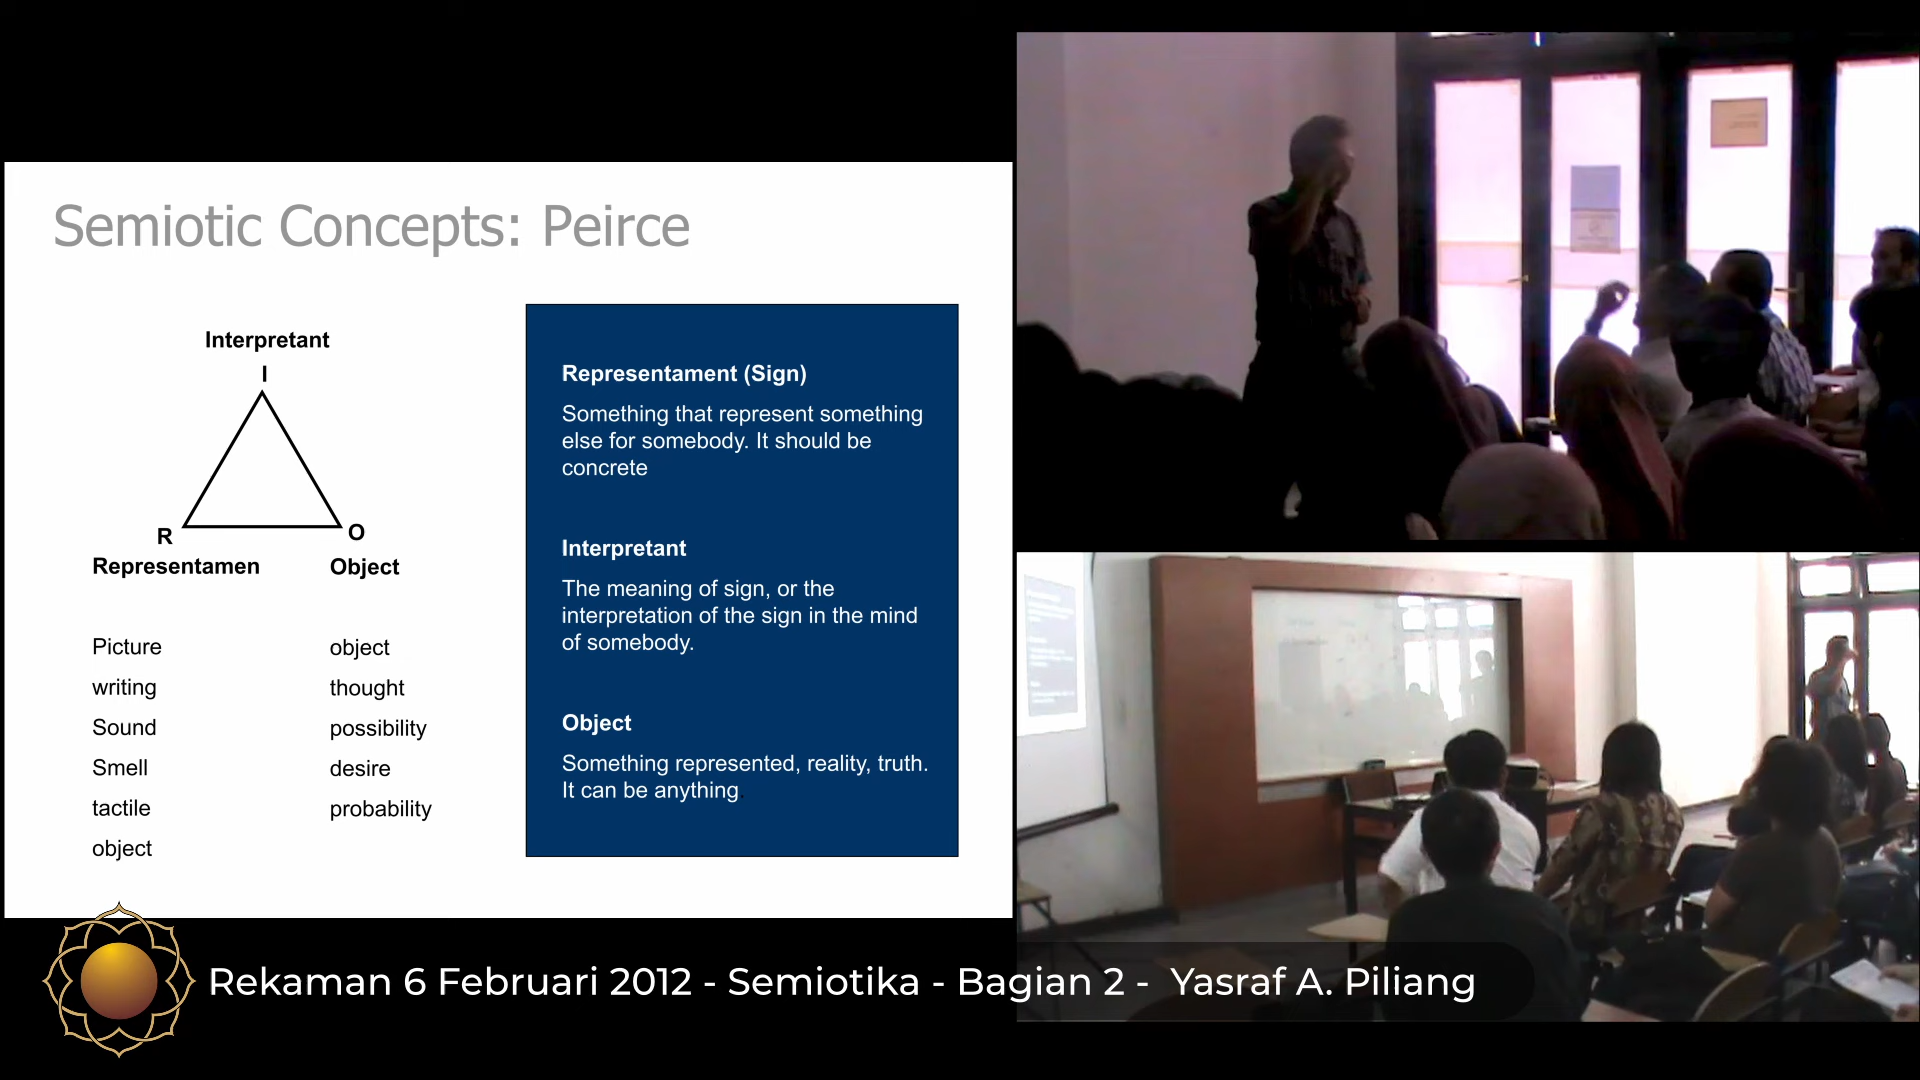 Semiotic Concepts: Peirce
Interpretant
I
R
O
Representamen
Object
Picture
object
writing
thought
Sound
possibility
Smell
desire
tactile
probability
object
Representament (Sign)
Something that represent something
else for somebody. It should be
concrete
Interpretant
The meaning of sign, or the
interpretation of the sign in the mind
of somebody.
Object
Something represented, reality, truth.
It can be anything
Rekaman 6 Februari 2012 - Semiotika - Bagian 2 - Yasraf A. Piliang